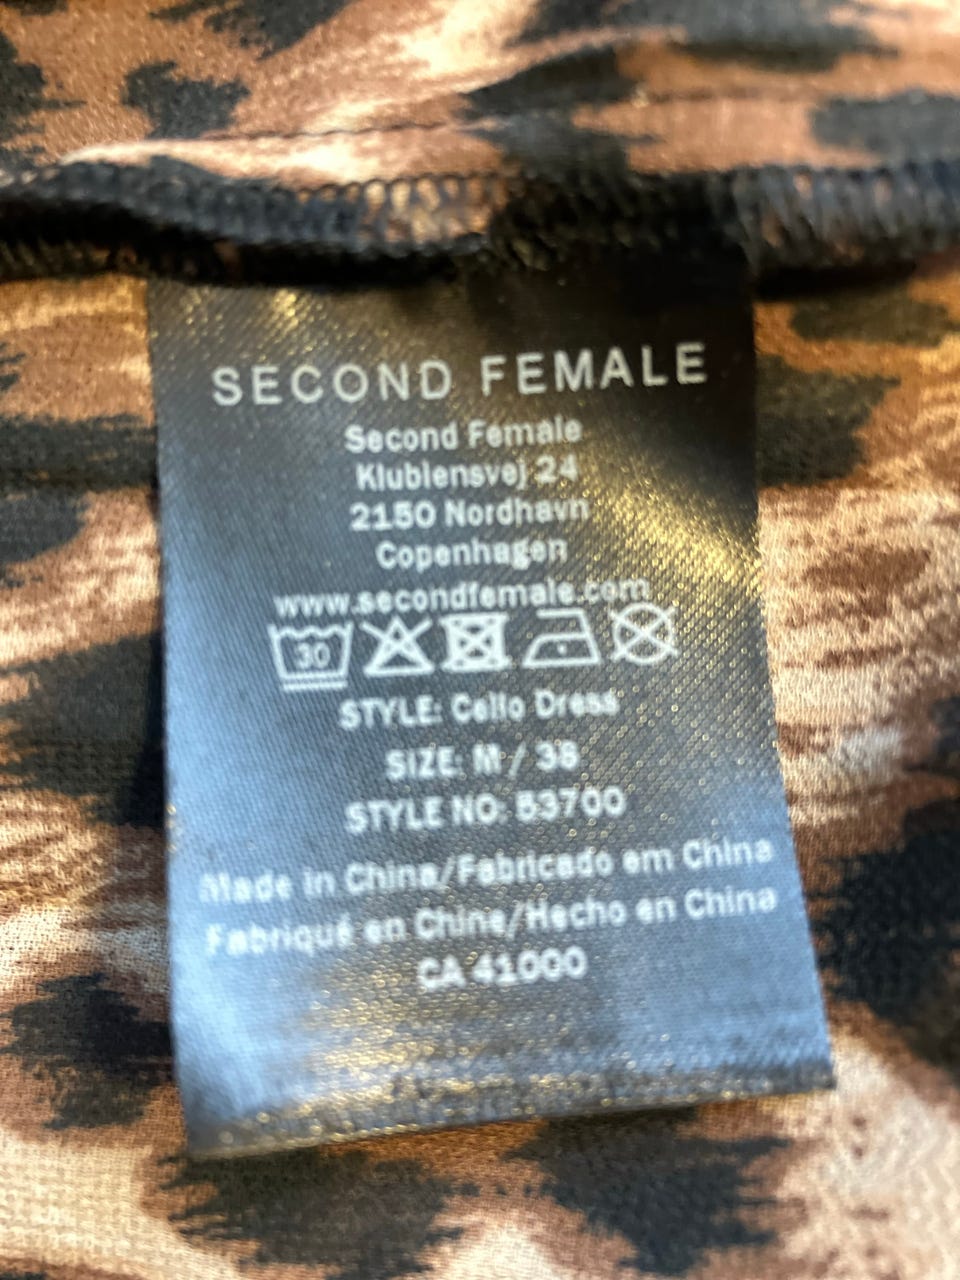 SECOND FEMALE
Second Female
Klublensvej 24
2150 Nordhavn
Copenhagen
www.secondfemale.com
30
STYLE: Cello Dress
SIZE: M / 38
STYLE NO: 53700
Made in China/Fabricado em China
Fabriqué en Chine/Hecho en China
CA 41000